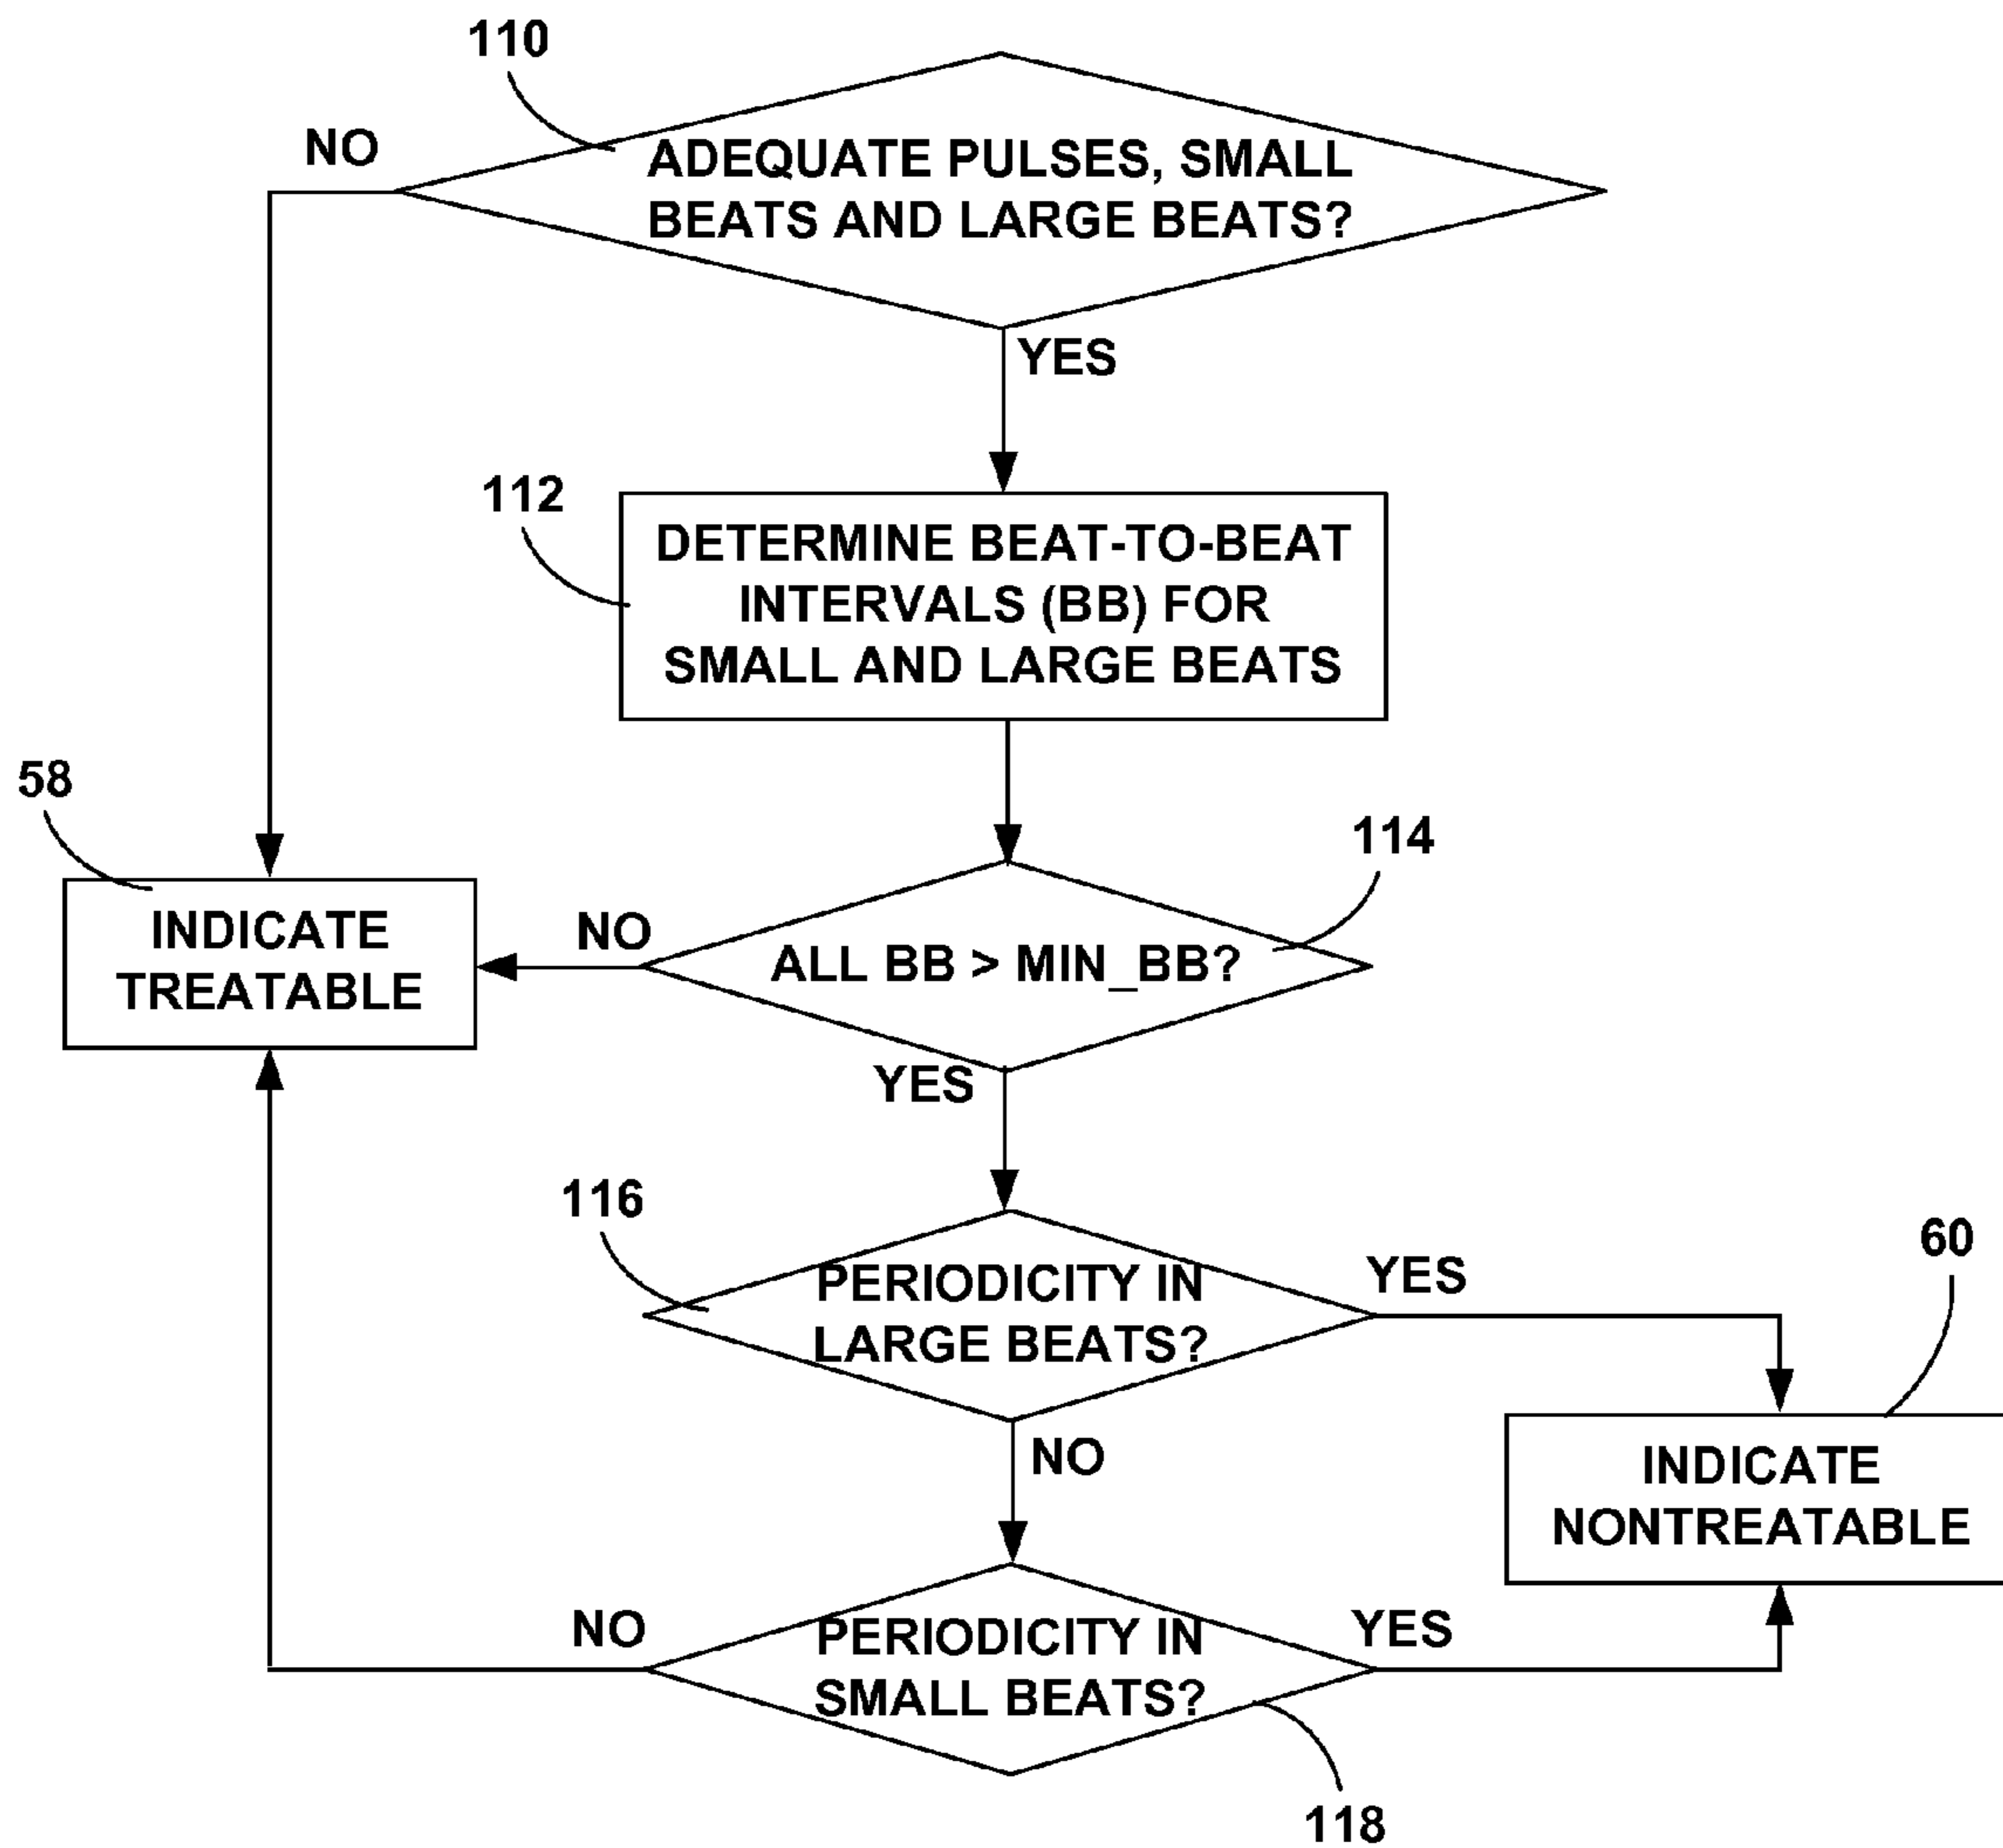 110
NO
ADEQUATE PULSES, SMALL
BEATS AND LARGE BEATS?
YES
112
DETERMINE BEAT-TO-BEAT
INTERVALS (BB) FOR
SMALL AND LARGE BEATS
58
INDICATE
TREATABLE
114
NO
ALL BB > MIN_BB?
YES
116
PERIODICITY IN
LARGE BEATS?
YES
60
NO
INDICATE
NONTREATABLE
NO
PERIODICITY IN
SMALL BEATS?
YES
118